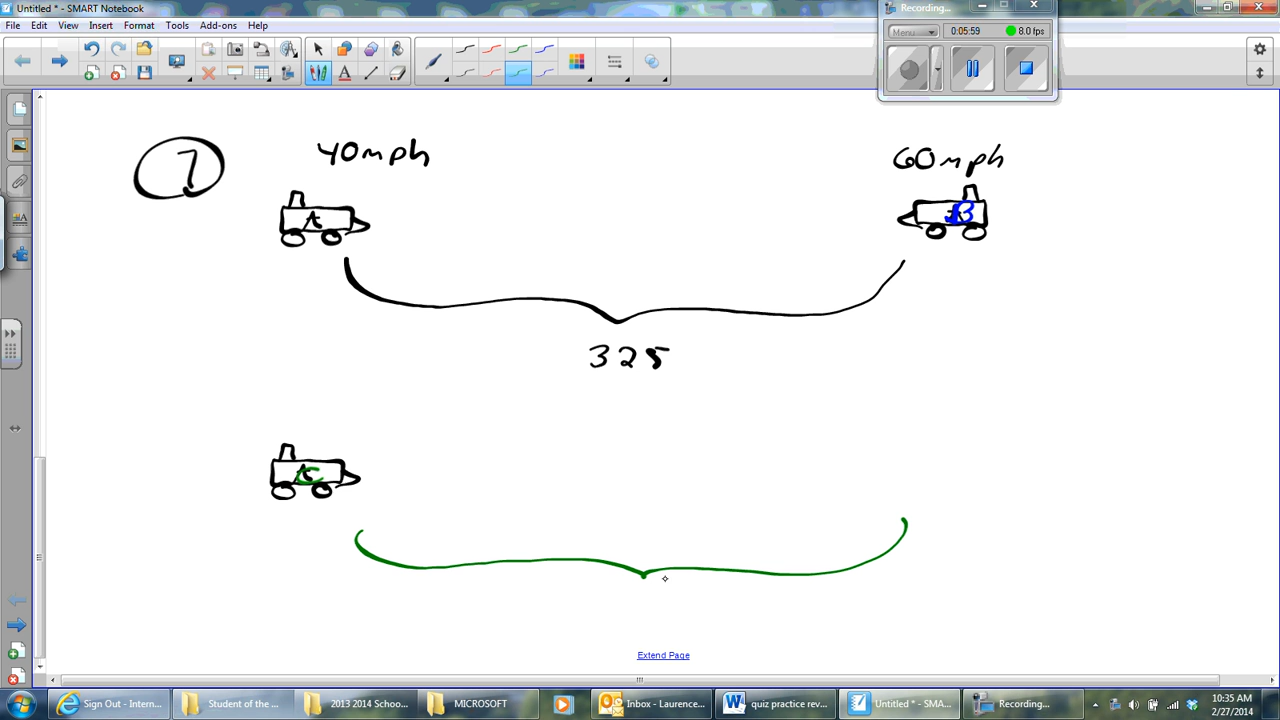 Untitled * - SMART Notebook
Recording...
File Edit View Insert Format Tools Add-ons Help
Menu
0:05:59
8.0 fps
7
40mph
60mph
A
B
325
C
Extend Page
Sign Out - Intern...
Student of the ...
2013 2014 Schoo...
MICROSOFT
Inbox - Laurence...
quiz practice rev...
Untitled * - SMA...
Recording...
10:35 AM
2/27/2014